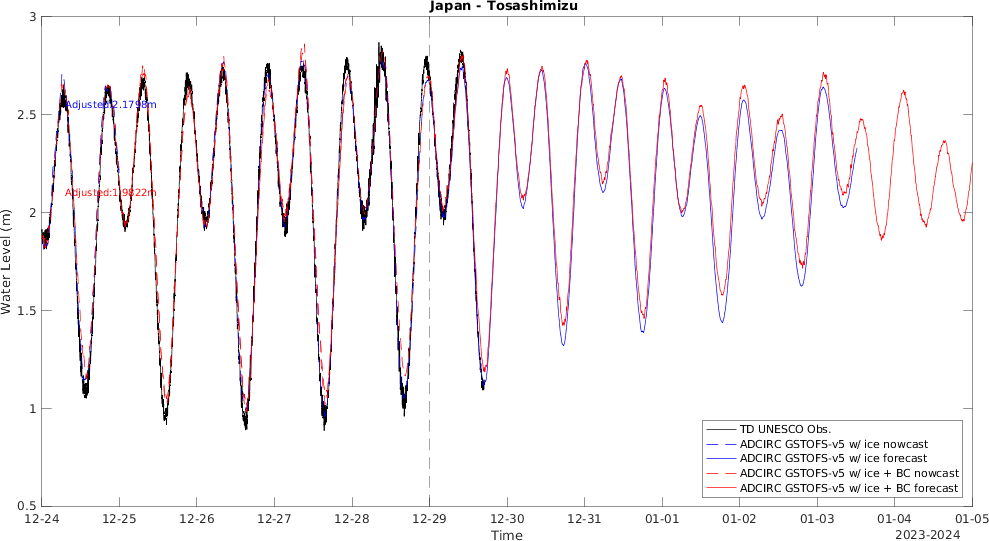 Japan - Tosashimizu
3
2.5
2
1.5
1
0.5
Water Level (m)
Adjusted:2.1798m
Adjusted:1.9822m
TD UNESCO Obs.
ADCIRC GSTOFS-v5 w/ ice nowcast
ADCIRC GSTOFS-v5 w/ ice forecast
ADCIRC GSTOFS-v5 w/ ice + BC nowcast
ADCIRC GSTOFS-v5 w/ ice + BC forecast
12-24 12-25 12-26 12-27 12-28 12-29 12-30 12-31 01-01 01-02 01-03 01-04 01-05
Time
2023-2024